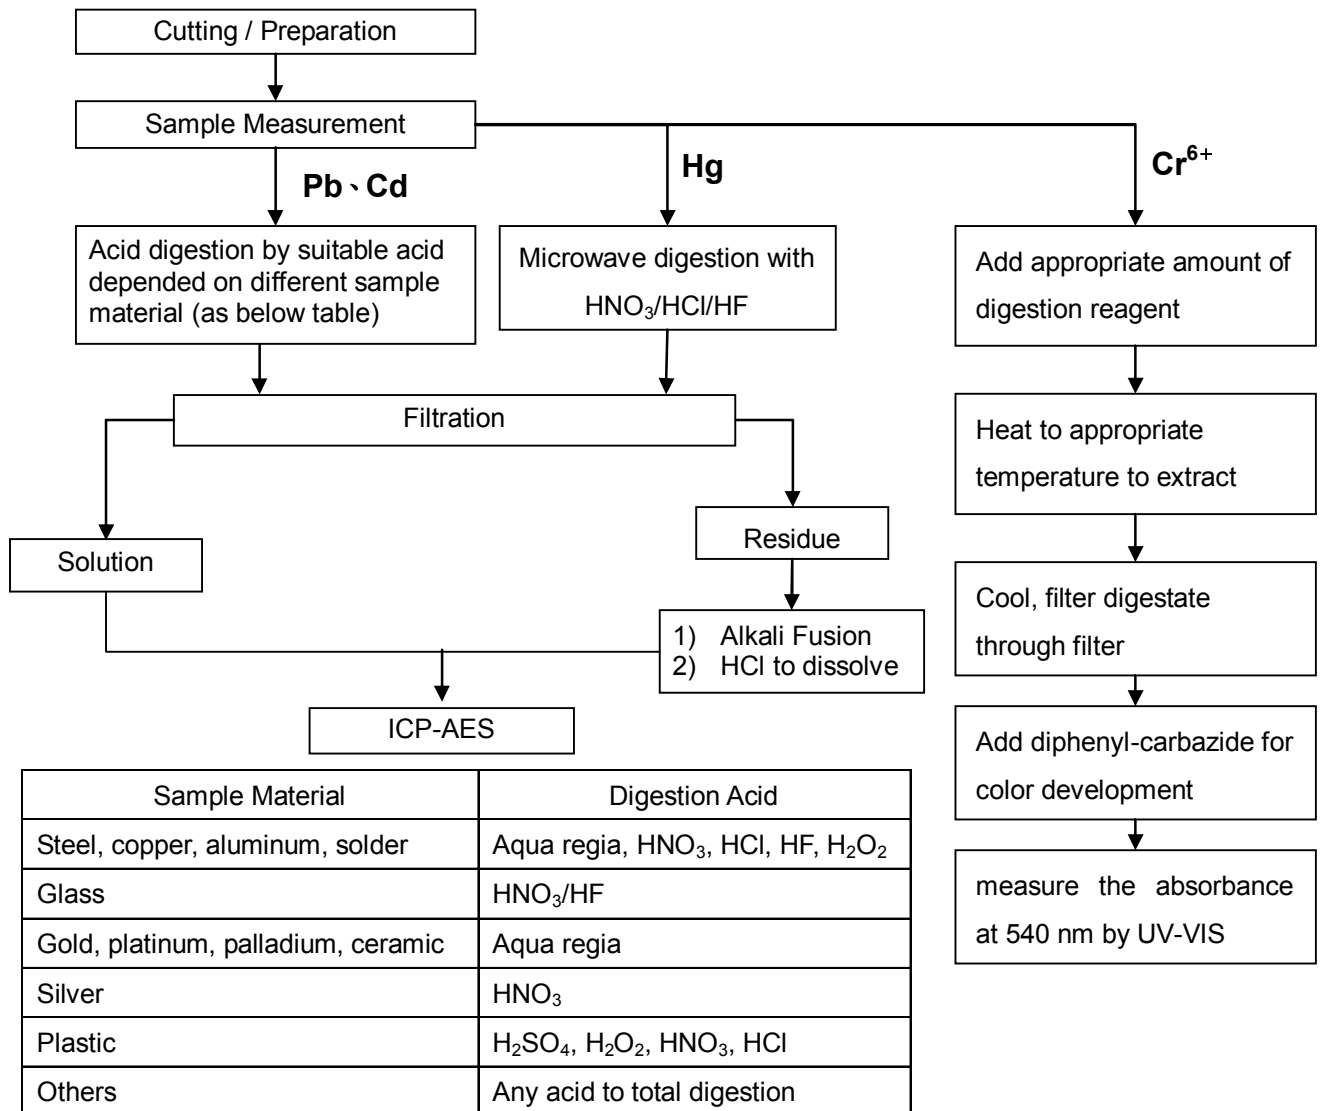 Cutting / Preparation
Sample Measurement
Pb、Cd
Hg
Cr⁶⁺
Acid digestion by suitable acid
depended on different sample
material (as below table)
Microwave digestion with
HNO₃/HCl/HF
Add appropriate amount of
digestion reagent
Filtration
Heat to appropriate
temperature to extract
Solution
Residue
1) Alkali Fusion
2) HCl to dissolve
Cool, filter digestate
through filter
ICP-AES
Add diphenyl-carbazide for
color development
measure the absorbance
at 540 nm by UV-VIS
Sample Material Digestion Acid
Steel, copper, aluminum, solder Aqua regia, HNO₃, HCl, HF, H₂O₂
Glass HNO₃/HF
Gold, platinum, palladium, ceramic Aqua regia
Silver HNO₃
Plastic H₂SO₄, H₂O₂, HNO₃, HCl
Others Any acid to total digestion